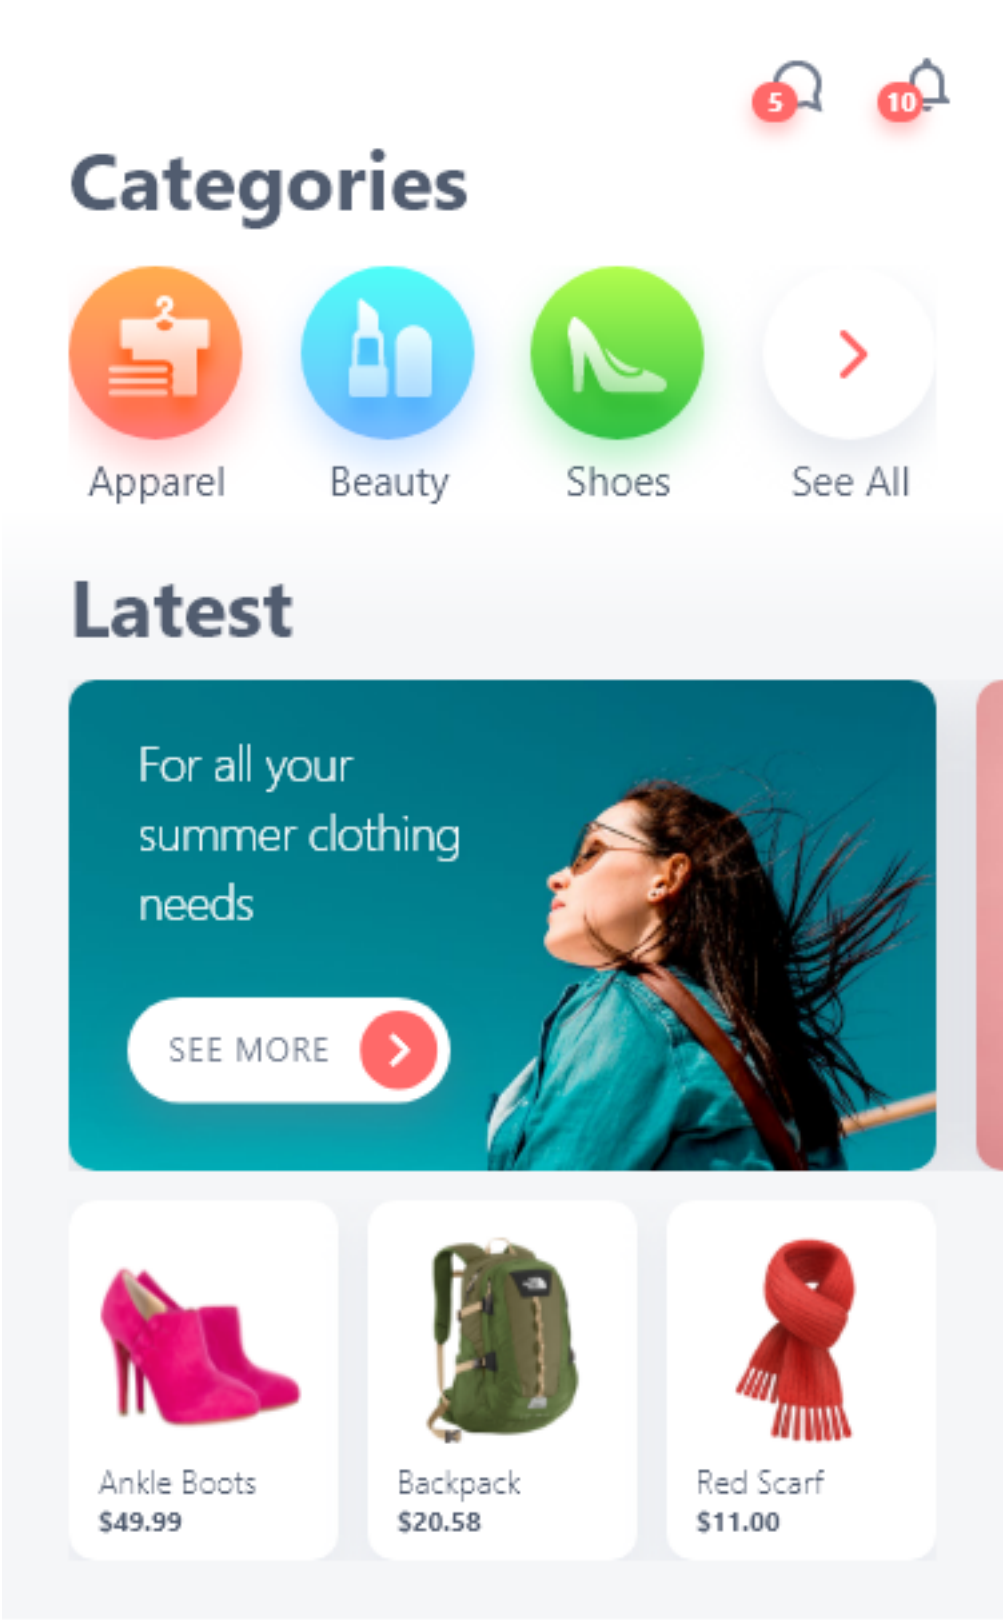 5
10
Categories
Apparel
Beauty
Shoes
See All
Latest
For all your
summer clothing
needs
SEE MORE
Ankle Boots
$49.99
Backpack
$20.58
Red Scarf
$11.00